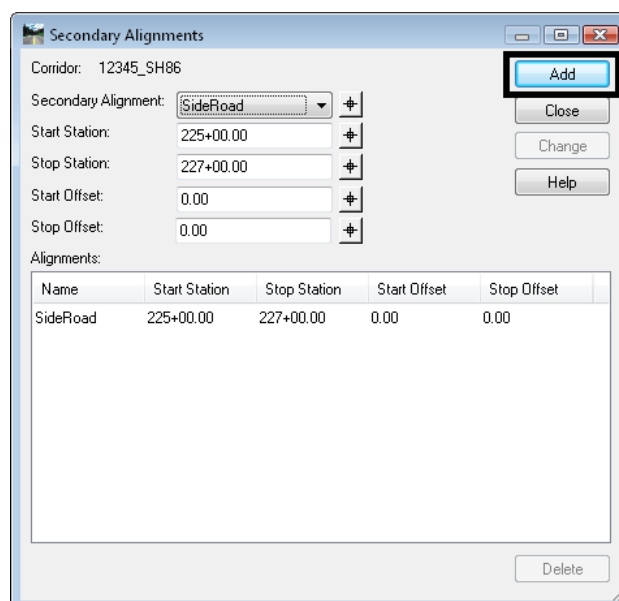 Secondary Alignments
Corridor: 12345_SH86
Add
Secondary Alignment: SideRoad
Close
Start Station: 225+00.00
Change
Stop Station: 227+00.00
Help
Start Offset: 0.00
Stop Offset: 0.00
Alignments:
Name Start Station Stop Station Start Offset Stop Offset
SideRoad 225+00.00 227+00.00 0.00 0.00
Delete